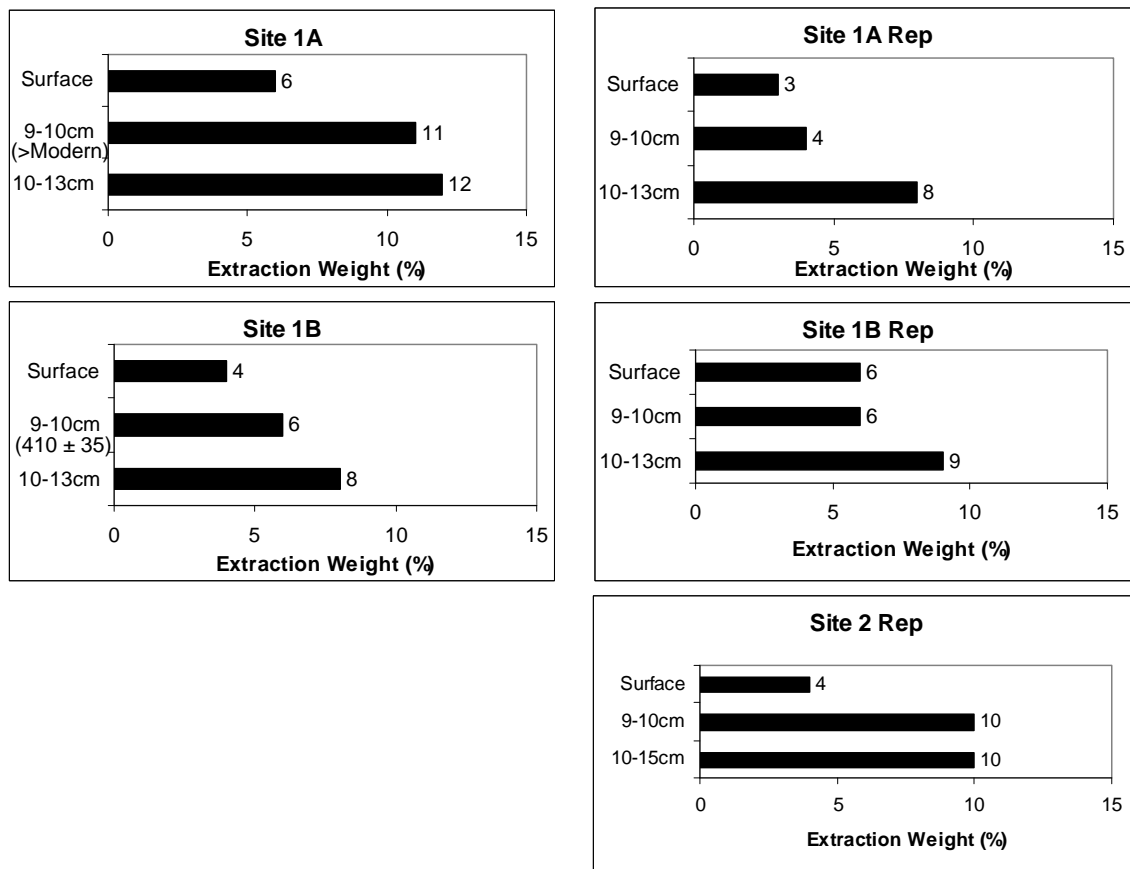 Site 1A
Surface
6
9-10cm
(>Modern)
11
10-13cm
12
0 5 10 15
Extraction Weight (%)
Site 1A Rep
Surface
3
9-10cm
4
10-13cm
8
0 5 10 15
Extraction Weight (%)
Site 1B
Surface
4
9-10cm
(410 ± 35)
6
10-13cm
8
0 5 10 15
Extraction Weight (%)
Site 1B Rep
Surface
6
9-10cm
6
10-13cm
9
0 5 10 15
Extraction Weight (%)
Site 2 Rep
Surface
4
9-10cm
10
10-15cm
10
0 5 10 15
Extraction Weight (%)